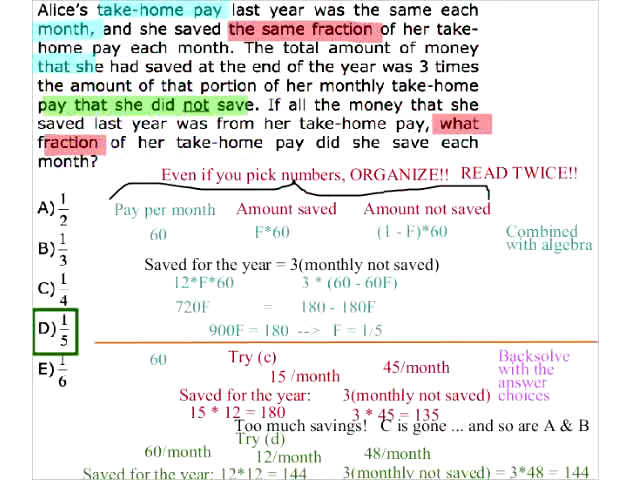 Alice's take-home pay last year was the same each
month, and she saved the same fraction of her take-
home pay each month. The total amount of money
that she had saved at the end of the year was 3 times
the amount of that portion of her monthly take-home
pay that she did not save. If all the money that she
saved last year was from her take-home pay, what
fraction of her take-home pay did she save each
month?
Even if you pick numbers, ORGANIZE!! READ TWICE!!
A) 1/2
Pay per month Amount saved Amount not saved
60 F*60 (1 - F)*60
Combined
with algebra
B) 1/3
Saved for the year = 3(monthly not saved)
C) 1/4
12*F*60 3 * (60 - 60F)
720F = 180 - 180F
D) 1/5
900F = 180 --> F = 1/5
E) 1/6
60 Try (c) 45/month
15 /month
Backsolve
with the
answer
choices
Saved for the year: 3(monthly not saved)
15 * 12 = 180 3 * 45 = 135
Too much savings! C is gone ... and so are A & B
Try (d)
60/month 12/month 48/month
Saved for the year: 12*12 = 144 3(monthly not saved) = 3*48 = 144